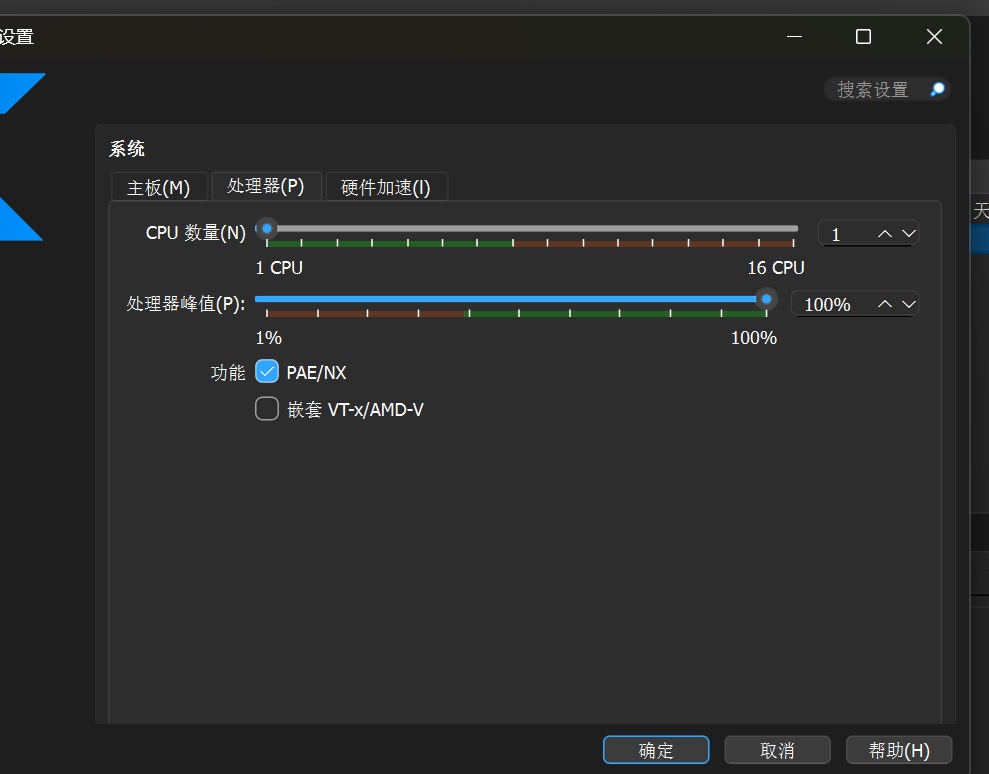 设置
搜索设置
系统
主板(M) 处理器(P) 硬件加速(I)
CPU 数量(N) 1
1 CPU 16 CPU
处理器峰值(P): 100%
1% 100%
功能 PAE/NX
嵌套 VT-x/AMD-V
确定 取消 帮助(H)
天